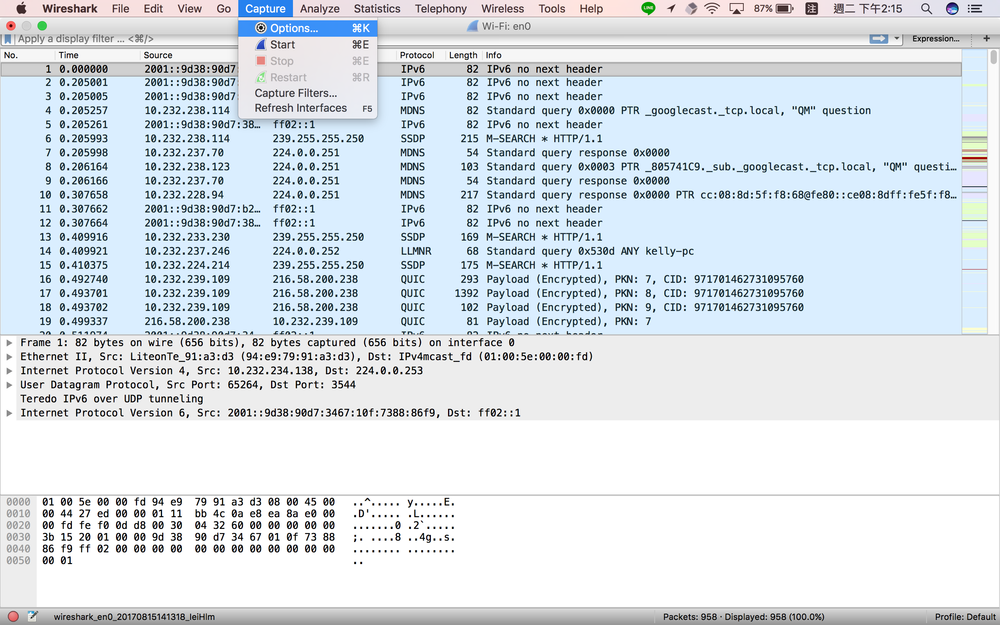 Wireshark File Edit View Go Capture Analyze Statistics Telephony Wireless Tools Help LINE 87% 注 週二 下午2:15
Wi-Fi: en0
Options... ⌘K
Start ⌘E
Stop ⌘E
Restart ⌘R
Capture Filters...
Refresh Interfaces F5
Apply a display filter ... <⌘/> Expression... +
No. Time Source Protocol Length Info
1 0.000000 2001::9d38:90d7: IPv6 82 IPv6 no next header
2 0.205001 2001::9d38:90d7: IPv6 82 IPv6 no next header
3 0.205005 2001::9d38:90d7: IPv6 82 IPv6 no next header
4 0.205257 10.232.238.114 MDNS 82 Standard query 0x0000 PTR _googlecast._tcp.local, "QM" question
5 0.205261 2001::9d38:90d7:38… ff02::1 IPv6 82 IPv6 no next header
6 0.205993 10.232.238.114 239.255.255.250 SSDP 215 M-SEARCH * HTTP/1.1
7 0.205998 10.232.237.70 224.0.0.251 MDNS 54 Standard query response 0x0000
8 0.206164 10.232.238.123 224.0.0.251 MDNS 103 Standard query 0x0003 PTR _805741C9._sub._googlecast._tcp.local, "QM" questi…
9 0.206166 10.232.237.70 224.0.0.251 MDNS 54 Standard query response 0x0000
10 0.307658 10.232.228.94 224.0.0.251 MDNS 217 Standard query response 0x0000 PTR cc:08:8d:5f:f8:68@fe80::ce08:8dff:fe5f:f8…
11 0.307662 2001::9d38:90d7:b2… ff02::1 IPv6 82 IPv6 no next header
12 0.307664 2001::9d38:90d7:38… ff02::1 IPv6 82 IPv6 no next header
13 0.409916 10.232.233.230 239.255.255.250 SSDP 169 M-SEARCH * HTTP/1.1
14 0.409921 10.232.237.246 224.0.0.252 LLMNR 68 Standard query 0x530d ANY kelly-pc
15 0.410375 10.232.224.214 239.255.255.250 SSDP 175 M-SEARCH * HTTP/1.1
16 0.492740 10.232.239.109 216.58.200.238 QUIC 293 Payload (Encrypted), PKN: 7, CID: 971701462731095760
17 0.493701 10.232.239.109 216.58.200.238 QUIC 1392 Payload (Encrypted), PKN: 8, CID: 971701462731095760
18 0.493702 10.232.239.109 216.58.200.238 QUIC 102 Payload (Encrypted), PKN: 9, CID: 971701462731095760
19 0.499337 216.58.200.238 10.232.239.109 QUIC 81 Payload (Encrypted), PKN: 7
20 0.511974 2001::9d38:90d7:34… ff02::1 IPv6 82 IPv6 no next header
Frame 1: 82 bytes on wire (656 bits), 82 bytes captured (656 bits) on interface 0
Ethernet II, Src: LiteonTe_91:a3:d3 (94:e9:79:91:a3:d3), Dst: IPv4mcast_fd (01:00:5e:00:00:fd)
Internet Protocol Version 4, Src: 10.232.234.138, Dst: 224.0.0.253
User Datagram Protocol, Src Port: 65264, Dst Port: 3544
Teredo IPv6 over UDP tunneling
Internet Protocol Version 6, Src: 2001::9d38:90d7:3467:10f:7388:86f9, Dst: ff02::1
0000 01 00 5e 00 00 fd 94 e9 79 91 a3 d3 08 00 45 00 ..^..... y.....E.
0010 00 44 27 ed 00 00 01 11 bb 4c 0a e8 ea 8a e0 00 .D'..... .L......
0020 00 fd fe f0 0d d8 00 30 04 32 60 00 00 00 00 00 .......0 .2`.....
0030 3b 15 20 01 00 00 9d 38 90 d7 34 67 01 0f 73 88 ;. ....8 ..4g..s.
0040 86 f9 ff 02 00 00 00 00 00 00 00 00 00 00 00 00 ........ ........
0050 00 01 ..
wireshark_en0_20170815141318_IeiHlm Packets: 958 · Displayed: 958 (100.0%) Profile: Default